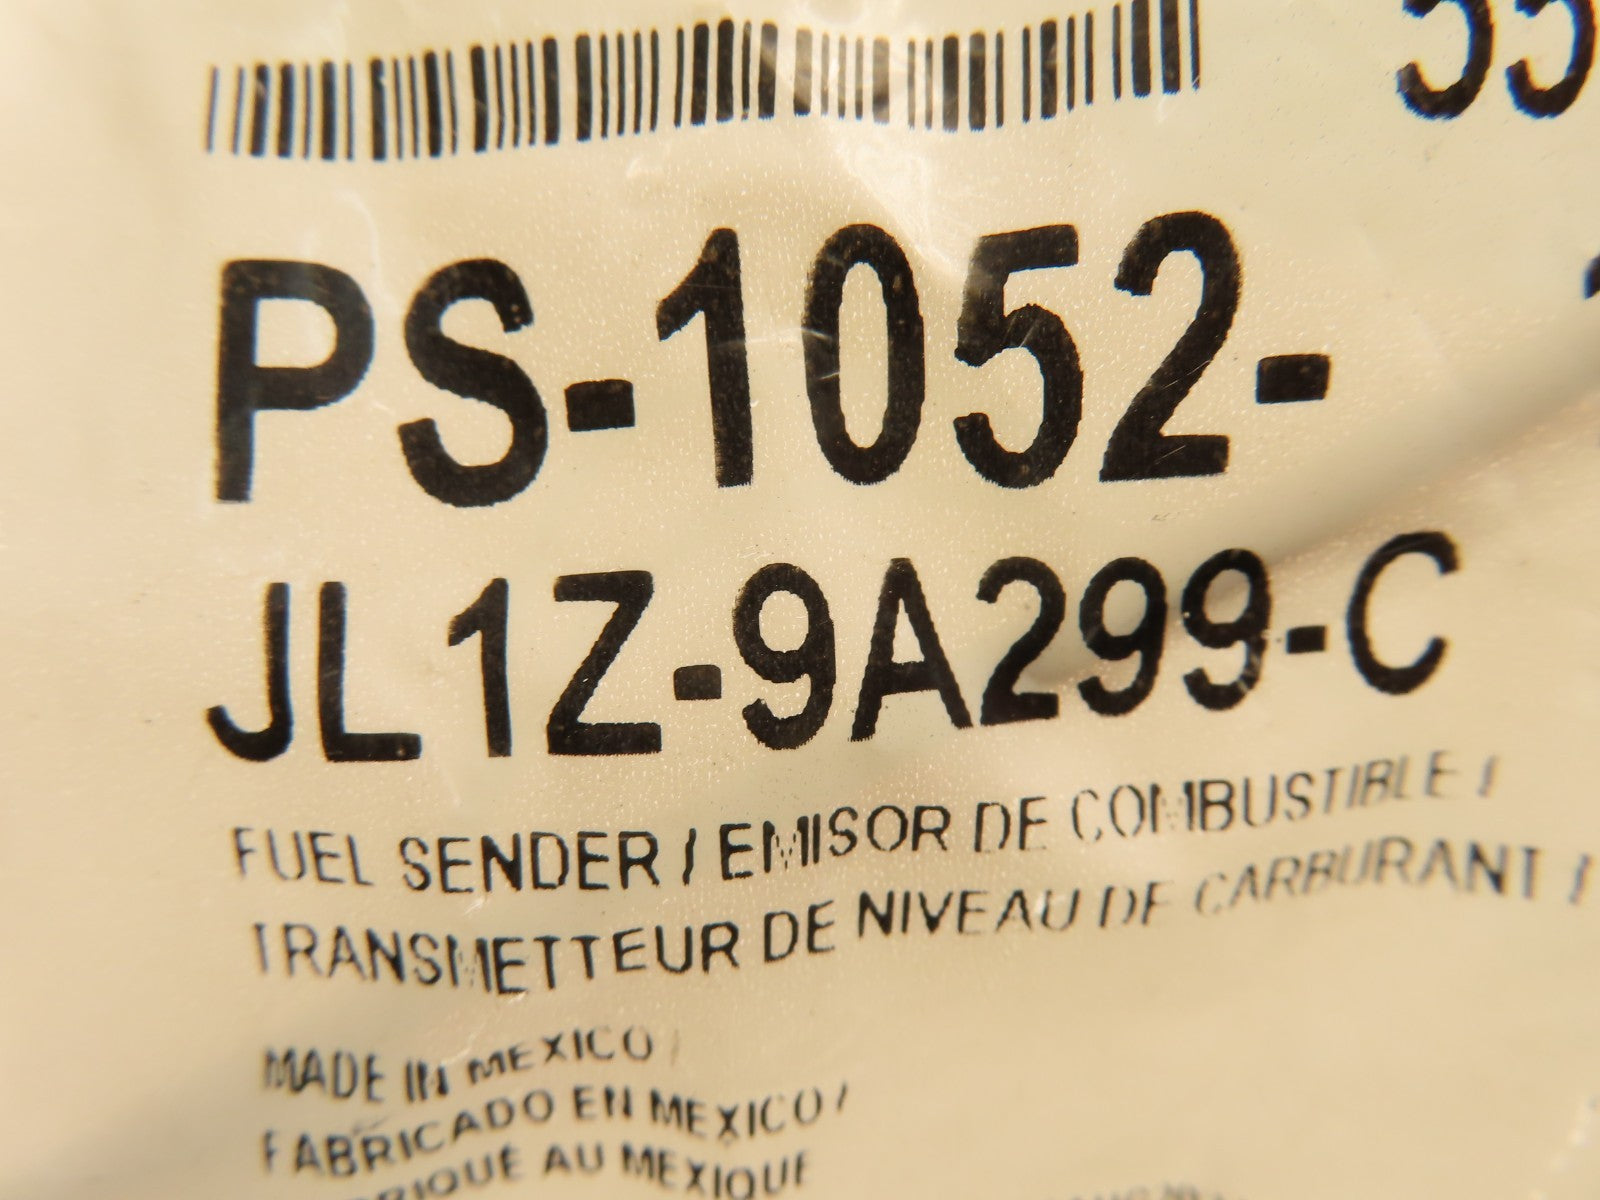 PS-1052-
JL1Z-9A299-C
FUEL SENDER / EMISOR DE COMBUSTIBLE /
TRANSMETTEUR DE NIVEAU DE CARBURANT /
MADE IN MEXICO /
FABRICADO EN MEXICO /
AU MEXIQUE